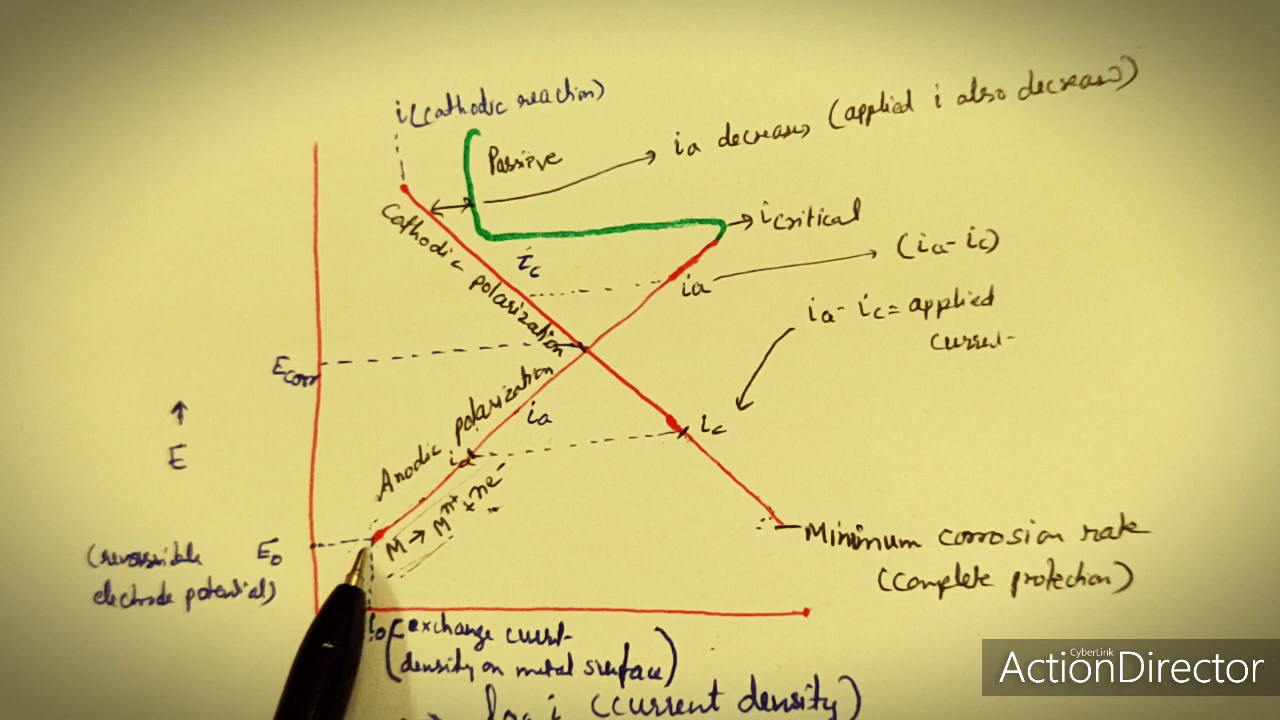 i (cathodic reaction)
Passive
ia decreases (applied i also decreases)
icritical
Cathodic polarization
ic
ia
(ia - ic)
ia - ic = applied
current-
Ecorr
Anodic polarization
ia
ic
↑
E
ia
M → Mn+ + ne-
(reversible
electrode potential)
E0
Minimum corrosion rate
(complete protection)
i0 exchange currt-
(density on metal surface)
log i (current density)
CyberLink
ActionDirector